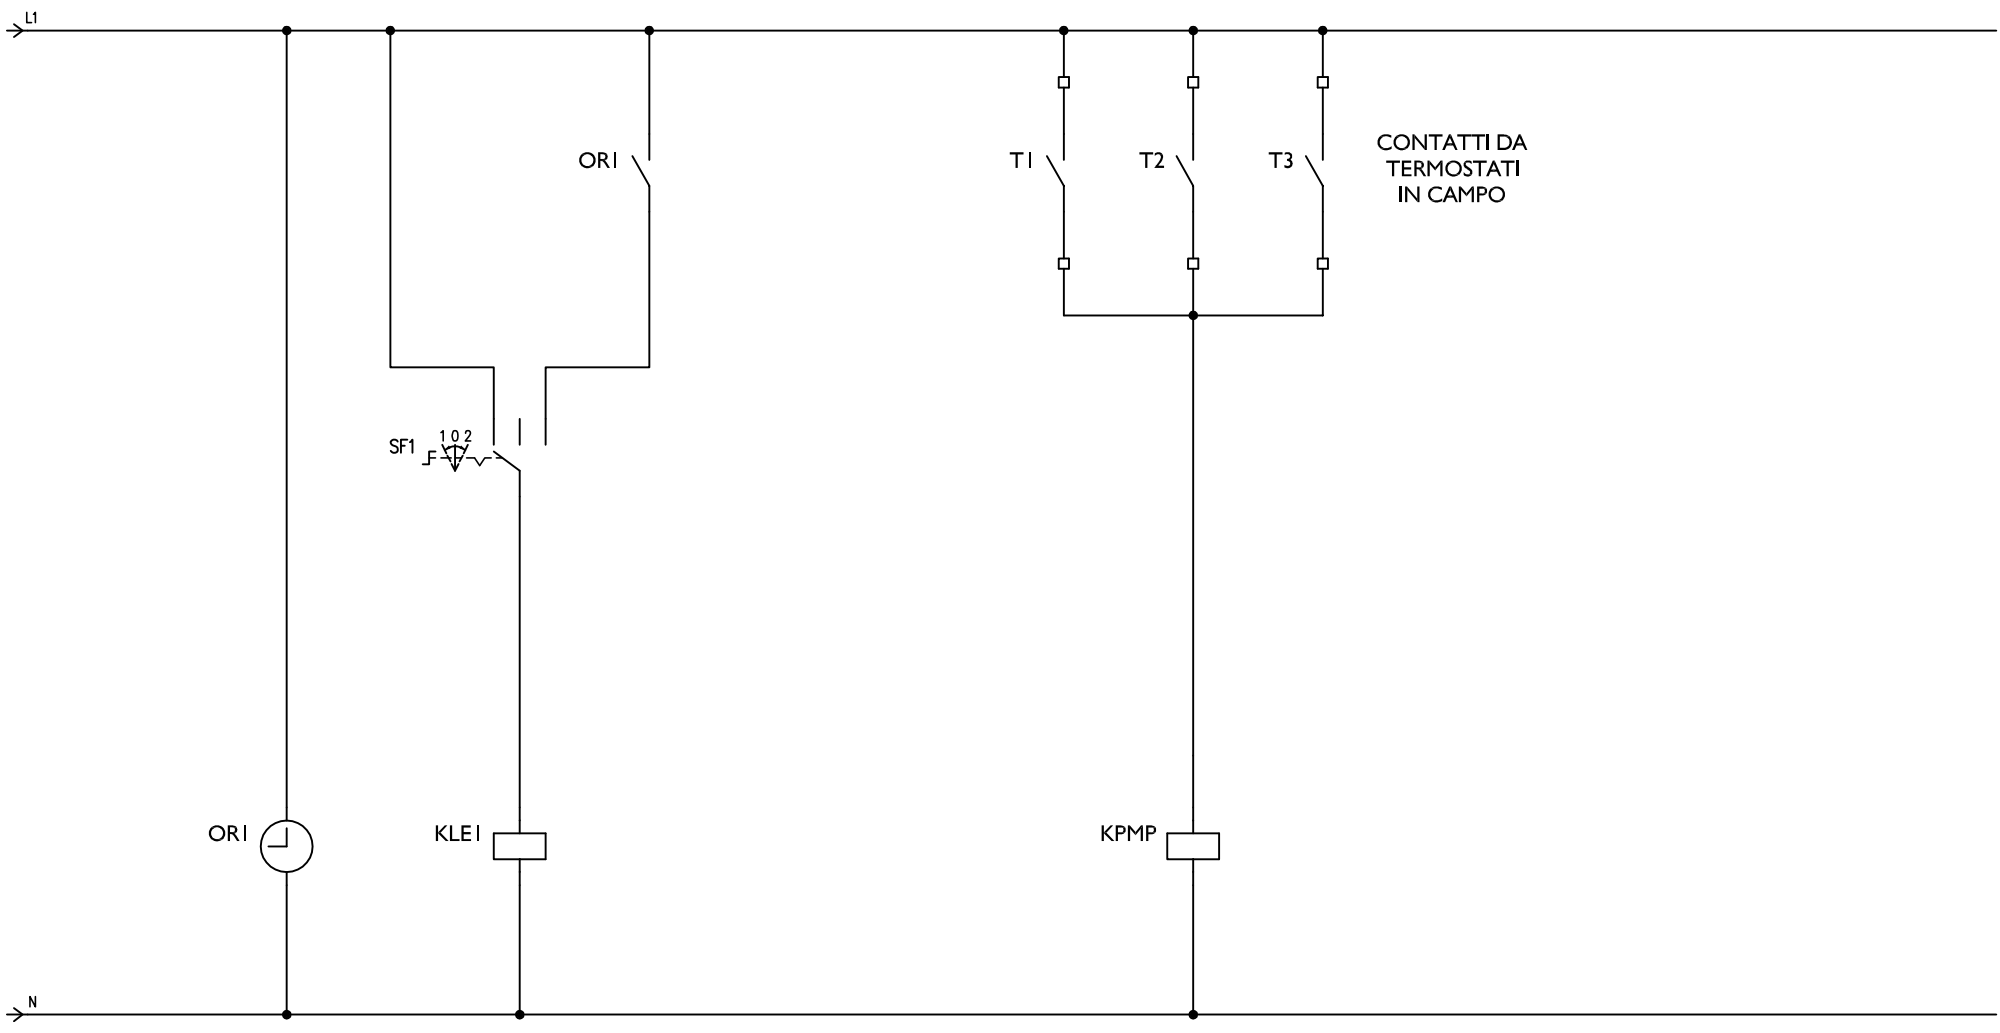 L1
OR1
T1
T2
T3
CONTATTI DA
TERMOSTATI
IN CAMPO
1 0 2
SF1
OR1
KLE1
KPMP
N